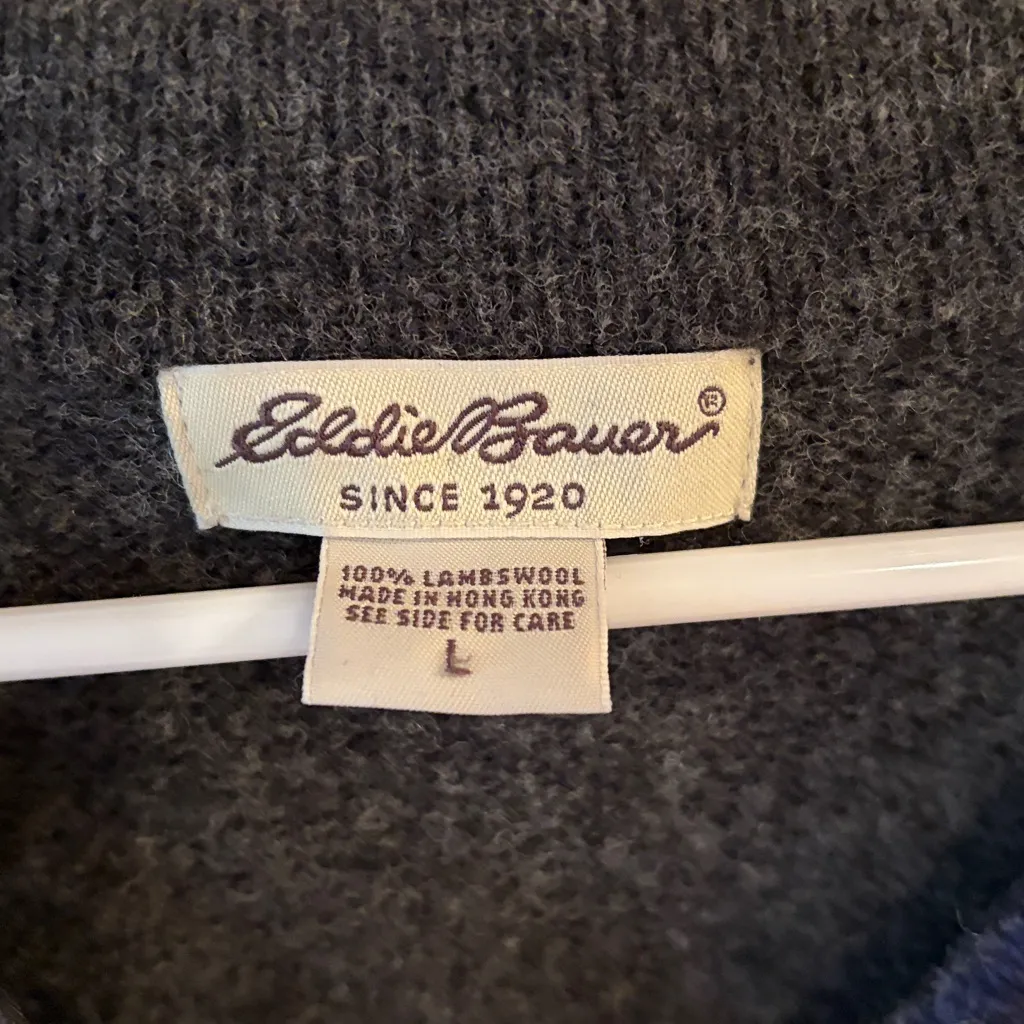 Eddie Bauer®
SINCE 1920
100% LAMBSWOOL
MADE IN HONG KONG
SEE SIDE FOR CARE
L